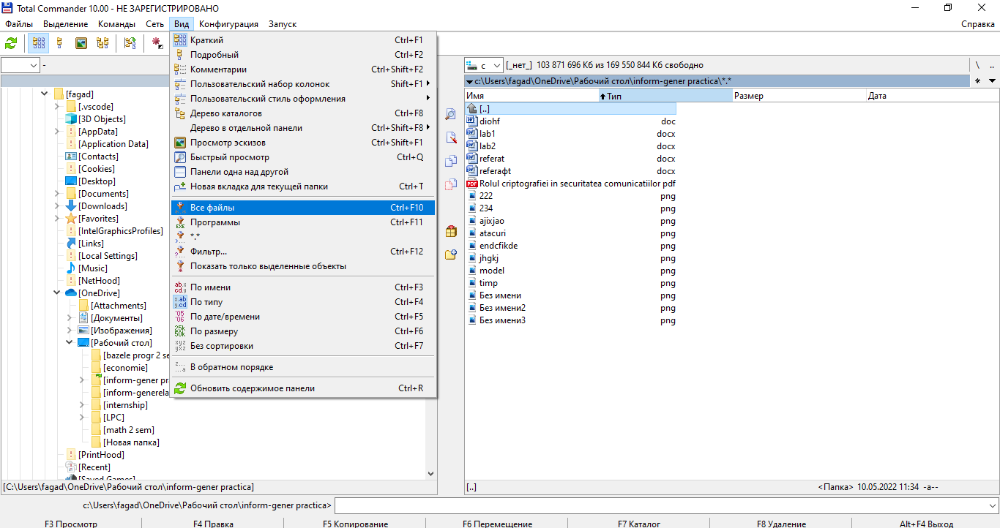 Total Commander 10.00 - НЕ ЗАРЕГИСТРИРОВАНО
Файлы Выделение Команды Сеть Вид Конфигурация Запуск Справка
Краткий Ctrl+F1
Подробный Ctrl+F2
Комментарии Ctrl+Shift+F2
Пользовательский набор колонок Shift+F1
Пользовательский стиль оформления
Дерево каталогов Ctrl+F8
Дерево в отдельной панели Ctrl+Shift+F8
Просмотр эскизов Ctrl+Shift+F1
Быстрый просмотр Ctrl+Q
Панели одна над другой
Новая вкладка для текущей папки Ctrl+T
Все файлы Ctrl+F10
EXE Программы Ctrl+F11
*.*
Фильтр... Ctrl+F12
Показать только выделенные объекты
По имени Ctrl+F3
По типу Ctrl+F4
По дате/времени Ctrl+F5
По размеру Ctrl+F6
Без сортировки Ctrl+F7
В обратном порядке
Обновить содержимое панели Ctrl+R
-
[fagad]
[.vscode]
[3D Objects]
[AppData]
[Application Data]
[Contacts]
[Cookies]
[Desktop]
[Documents]
[Downloads]
[Favorites]
[IntelGraphicsProfiles]
[Links]
[Local Settings]
[Music]
[NetHood]
[OneDrive]
[Attachments]
[Документы]
[Изображения]
[Рабочий стол]
[bazele progr 2 se
[economie]
[inform-gener pr
[inform-generela
[internship]
[LPC]
[math 2 sem]
[Новая папка]
[PrintHood]
[Recent]
[Saved Games]
[C:\Users\fagad\OneDrive\Рабочий стол\inform-gener practica]
c [_нет_] 103 871 696 Кб из 169 550 844 Кб свободно \ ..
c:\Users\fagad\OneDrive\Рабочий стол\inform-gener practica\*.* *
Имя Тип Размер Дата
[..]
diohf doc
lab1 docx
lab2 docx
referat docx
referaфt docx
Rolul criptografiei in securitatea comunicatiilor pdf
222 png
234 png
ajixjao png
atacuri png
endcfikde png
jhgkj png
model png
timp png
Без имени png
Без имени2 png
Без имени3 png
[..] <Папка> 10.05.2022 11:34 -a--
c:\Users\fagad\OneDrive\Рабочий стол\inform-gener practica>
F3 Просмотр F4 Правка F5 Копирование F6 Перемещение F7 Каталог F8 Удаление Alt+F4 Выход